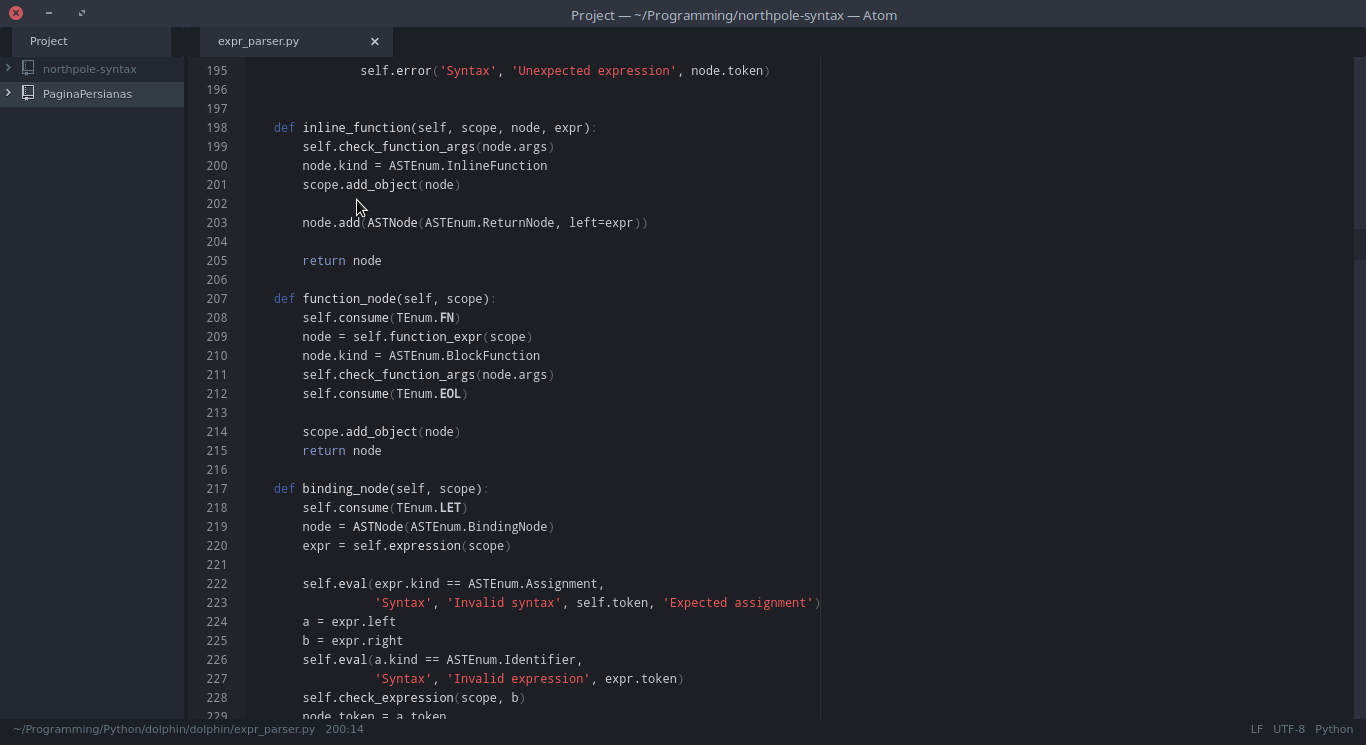 Project — ~/Programming/northpole-syntax — Atom
Project
expr_parser.py
northpole-syntax
PaginaPersianas
195                 self.error('Syntax', 'Unexpected expression', node.token)
196
197
198     def inline_function(self, scope, node, expr):
199         self.check_function_args(node.args)
200         node.kind = ASTEnum.InlineFunction
201         scope.add_object(node)
202
203         node.add(ASTNode(ASTEnum.ReturnNode, left=expr))
204
205         return node
206
207     def function_node(self, scope):
208         self.consume(TEnum.FN)
209         node = self.function_expr(scope)
210         node.kind = ASTEnum.BlockFunction
211         self.check_function_args(node.args)
212         self.consume(TEnum.EOL)
213
214         scope.add_object(node)
215         return node
216
217     def binding_node(self, scope):
218         self.consume(TEnum.LET)
219         node = ASTNode(ASTEnum.BindingNode)
220         expr = self.expression(scope)
221
222         self.eval(expr.kind == ASTEnum.Assignment,
223                   'Syntax', 'Invalid syntax', self.token, 'Expected assignment')
224         a = expr.left
225         b = expr.right
226         self.eval(a.kind == ASTEnum.Identifier,
227                   'Syntax', 'Invalid expression', expr.token)
228         self.check_expression(scope, b)
229         node.token = a.token
~/Programming/Python/dolphin/dolphin/expr_parser.py 200:14 LF UTF-8 Python